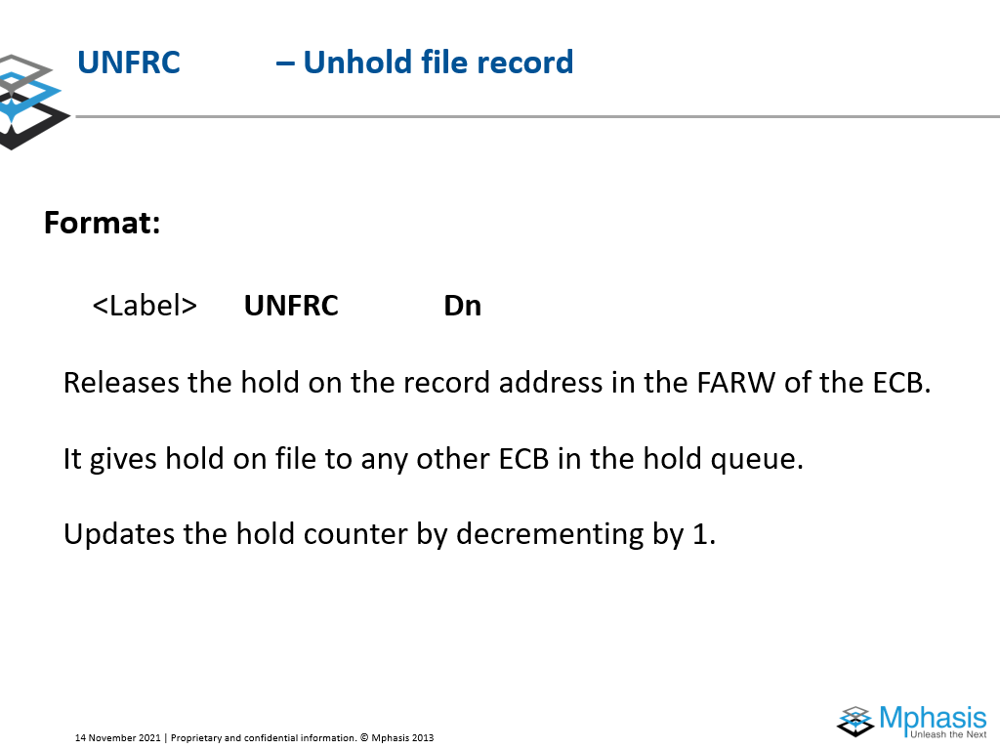 UNFRC – Unhold file record
Format:
<Label> UNFRC Dn
Releases the hold on the record address in the FARW of the ECB.
It gives hold on file to any other ECB in the hold queue.
Updates the hold counter by decrementing by 1.
14 November 2021 | Proprietary and confidential information. © Mphasis 2013
Mphasis
Unleash the Next